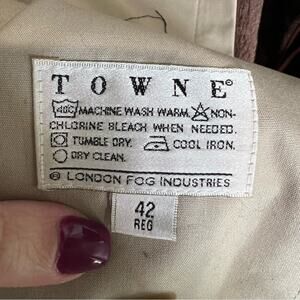 TOWNE®
40C MACHINE WASH WARM. NON-
CHLORINE BLEACH WHEN NEEDED.
TUMBLE DRY. COOL IRON.
DRY CLEAN.
® LONDON FOG INDUSTRIES
42
REG